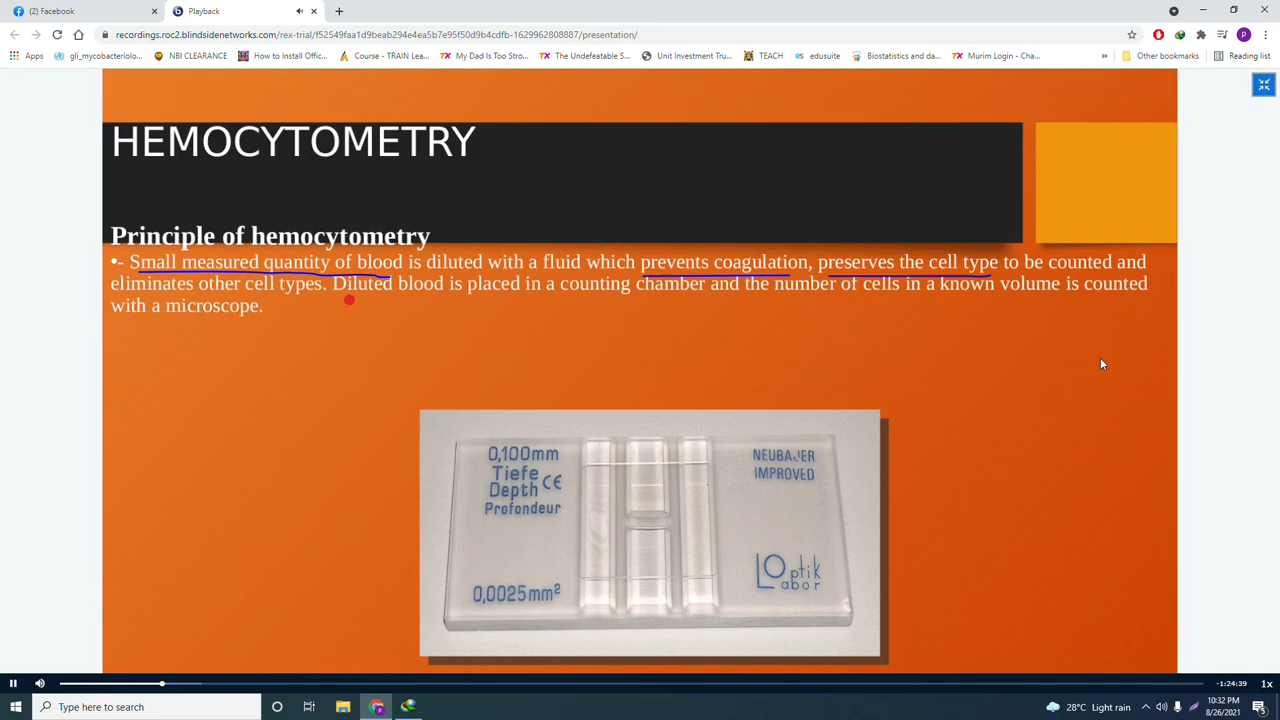 (2) Facebook
Playback
recordings.roc2.blindsidenetworks.com/rex-trial/f52549faa1d9beab294e4ea5b7e95f50d9b4cdfb-1629962808887/presentation/
P
Apps
gli_mycobacteriolo...
NBI CLEARANCE
How to Install Offic...
Course - TRAIN Lea...
TX My Dad Is Too Stro...
TX The Undefeatable S...
Unit Investment Tru...
TEACH
es edusuite
Biostatistics and da...
TX Murim Login - Cha...
»
Other bookmarks
Reading list
HEMOCYTOMETRY
Principle of hemocytometry
•- Small measured quantity of blood is diluted with a fluid which prevents coagulation, preserves the cell type to be counted and
eliminates other cell types. Diluted blood is placed in a counting chamber and the number of cells in a known volume is counted
with a microscope.
0,100mm
Tiefe
Depth CE
Profondeur
0,0025mm²
NEUBAUER
IMPROVED
LOptik
Labor
-1:24:39
1x
Type here to search
28°C Light rain
10:32 PM
8/26/2021
5